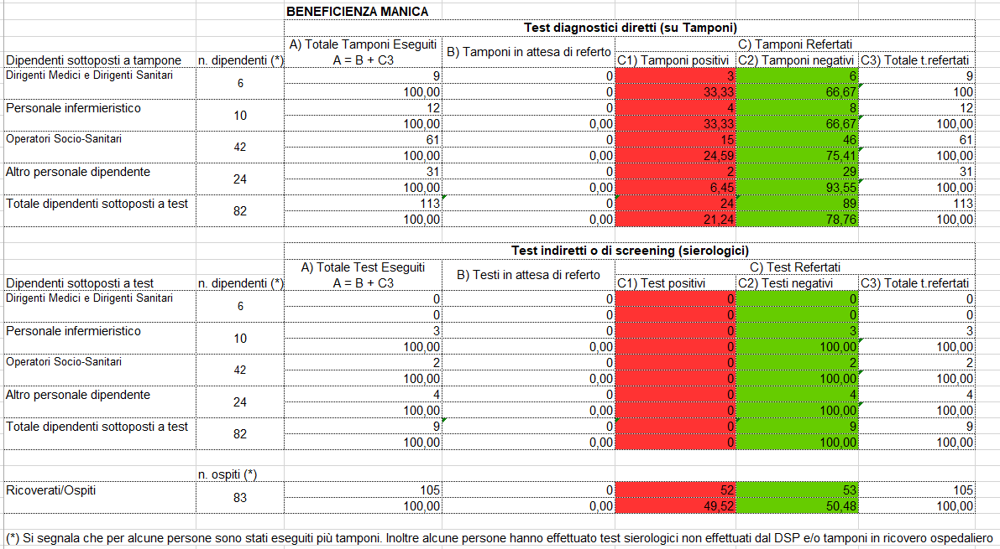 BENEFICIENZA MANICA
Test diagnostici diretti (su Tamponi)
Dipendenti sottoposti a tampone n. dipendenti (*) A) Totale Tamponi Eseguiti A = B + C3 B) Tamponi in attesa di referto C) Tamponi Refertati
C1) Tamponi positivi C2) Tamponi negativi C3) Totale t.refertati
Dirigenti Medici e Dirigenti Sanitari 6 9 0 3 6 9
100,00 0 33,33 66,67 100
Personale infermieristico 10 12 0 4 8 12
100,00 0,00 33,33 66,67 100,00
Operatori Socio-Sanitari 42 61 0 15 46 61
100,00 0,00 24,59 75,41 100,00
Altro personale dipendente 24 31 0 2 29 31
100,00 0,00 6,45 93,55 100,00
Totale dipendenti sottoposti a test 82 113 0 24 89 113
100,00 0,00 21,24 78,76 100,00
Test indiretti o di screening (sierologici)
Dipendenti sottoposti a test n. dipendenti (*) A) Totale Test Eseguiti A = B + C3 B) Testi in attesa di referto C) Test Refertati
C1) Test positivi C2) Testi negativi C3) Totale t.refertati
Dirigenti Medici e Dirigenti Sanitari 6 0 0 0 0 0
0 0 0 0 0
Personale infermieristico 10 3 0 0 3 3
100,00 0,00 0 100,00 100,00
Operatori Socio-Sanitari 42 2 0 0 2 2
100,00 0,00 0 100,00 100,00
Altro personale dipendente 24 4 0 0 4 4
100,00 0,00 0 100,00 100,00
Totale dipendenti sottoposti a test 82 9 0 0 9 9
100,00 0,00 0 100,00 100,00
n. ospiti (*)
Ricoverati/Ospiti 83 105 0 52 53 105
100,00 0,00 49,52 50,48 100,00
(*) Si segnala che per alcune persone sono stati eseguiti più tamponi. Inoltre alcune persone hanno effettuato test sierologici non effettuati dal DSP e/o tamponi in ricovero ospedaliero